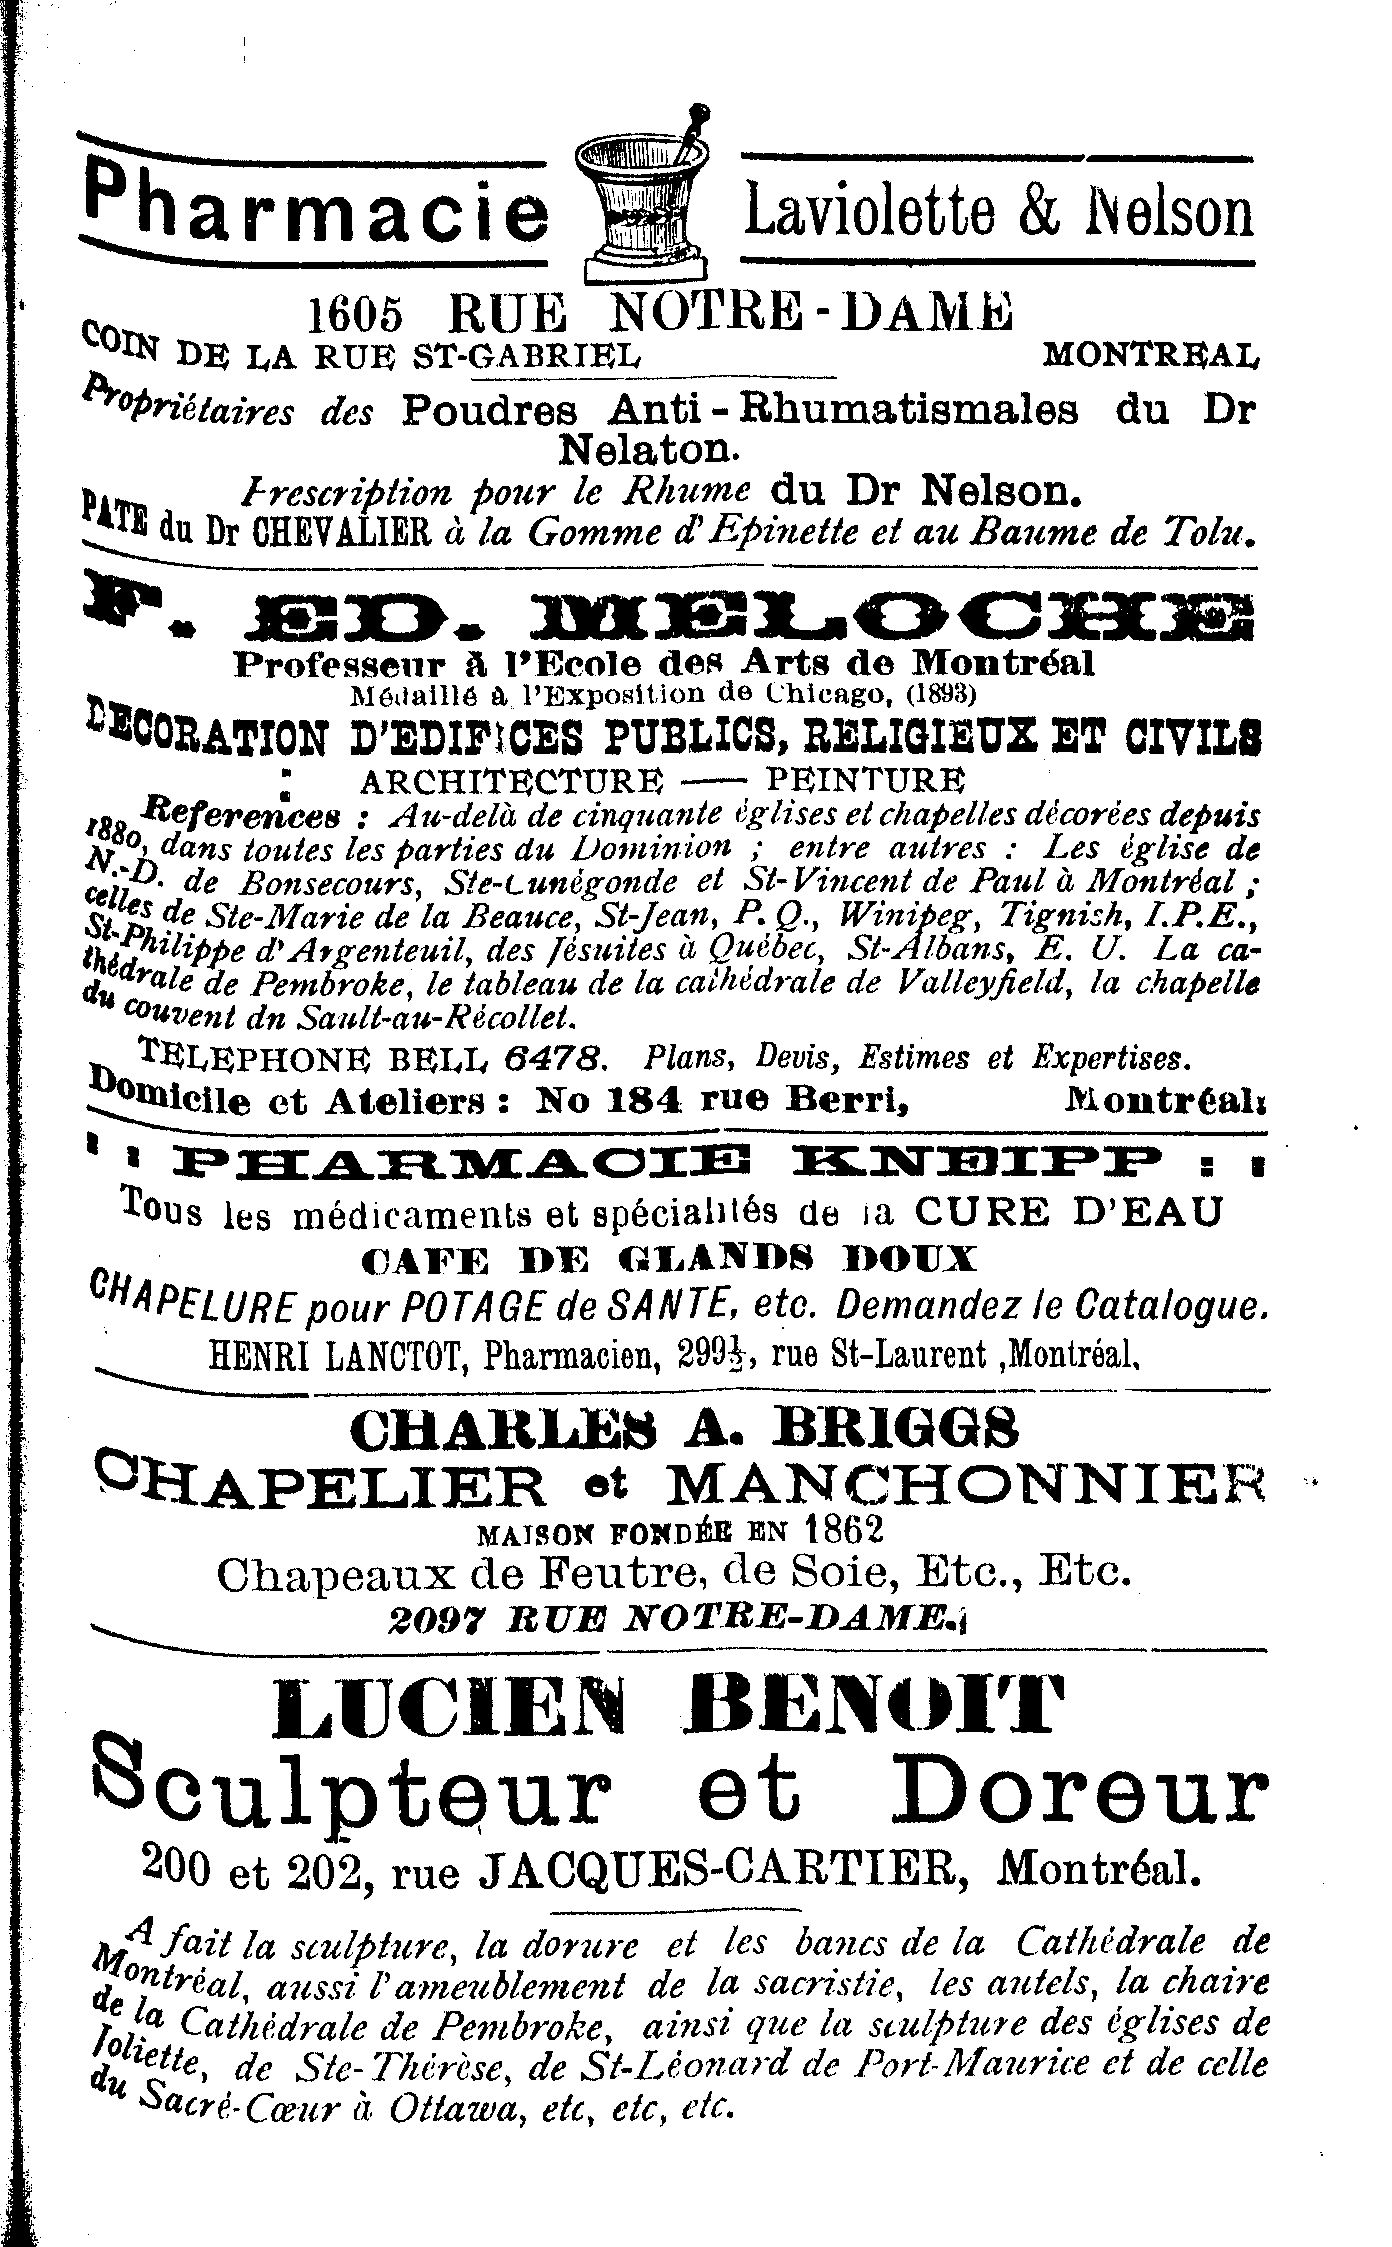 Pharmacie Laviolette & Nelson
1605 RUE NOTRE-DAME
COIN DE LA RUE ST-GABRIEL MONTREAL
Propriétaires des Poudres Anti-Rhumatismales du Dr
Nelaton.
Prescription pour le Rhume du Dr Nelson.
PATE du Dr CHEVALIER à la Gomme d'Epinette et au Baume de Tolu.
F. ED. MELOCHE
Professeur à l'Ecole des Arts de Montréal
Médaillé à l'Exposition de Chicago, (1893)
DECORATION D'EDIFICES PUBLICS, RELIGIEUX ET CIVILS
: ARCHITECTURE — PEINTURE
References : Au-delà de cinquante églises et chapelles décorées depuis
1880, dans toutes les parties du Dominion ; entre autres : Les église de
N.-D. de Bonsecours, Ste-Cunégonde et St-Vincent de Paul à Montréal ;
celles de Ste-Marie de la Beauce, St-Jean, P. Q., Winipeg, Tignish, I.P.E.,
St-Philippe d'Argenteuil, des Jésuites à Québec, St-Albans, E. U. La ca-
thédrale de Pembroke, le tableau de la cathédrale de Valleyfield, la chapelle
du couvent dn Sault-au-Récollet.
TELEPHONE BELL 6478. Plans, Devis, Estimes et Expertises.
Domicile et Ateliers : No 184 rue Berri, Montréal:
: : PHARMACIE KNEIPP : :
Tous les médicaments et spécialités de la CURE D'EAU
CAFE DE GLANDS DOUX
CHAPELURE pour POTAGE de SANTE, etc. Demandez le Catalogue.
HENRI LANCTOT, Pharmacien, 299½, rue St-Laurent ,Montréal.
CHARLES A. BRIGGS
CHAPELIER et MANCHONNIER
MAISON FONDÉE EN 1862
Chapeaux de Feutre, de Soie, Etc., Etc.
2097 RUE NOTRE-DAME.
LUCIEN BENOIT
Sculpteur et Doreur
200 et 202, rue JACQUES-CARTIER, Montréal.
A fait la sculpture, la dorure et les bancs de la Cathédrale de
Montréal, aussi l'ameublement de la sacristie, les autels, la chaire
de la Cathédrale de Pembroke, ainsi que la sculpture des églises de
Joliette, de Ste-Thérèse, de St-Léonard de Port-Maurice et de celle
du Sacré-Cœur à Ottawa, etc, etc, etc.